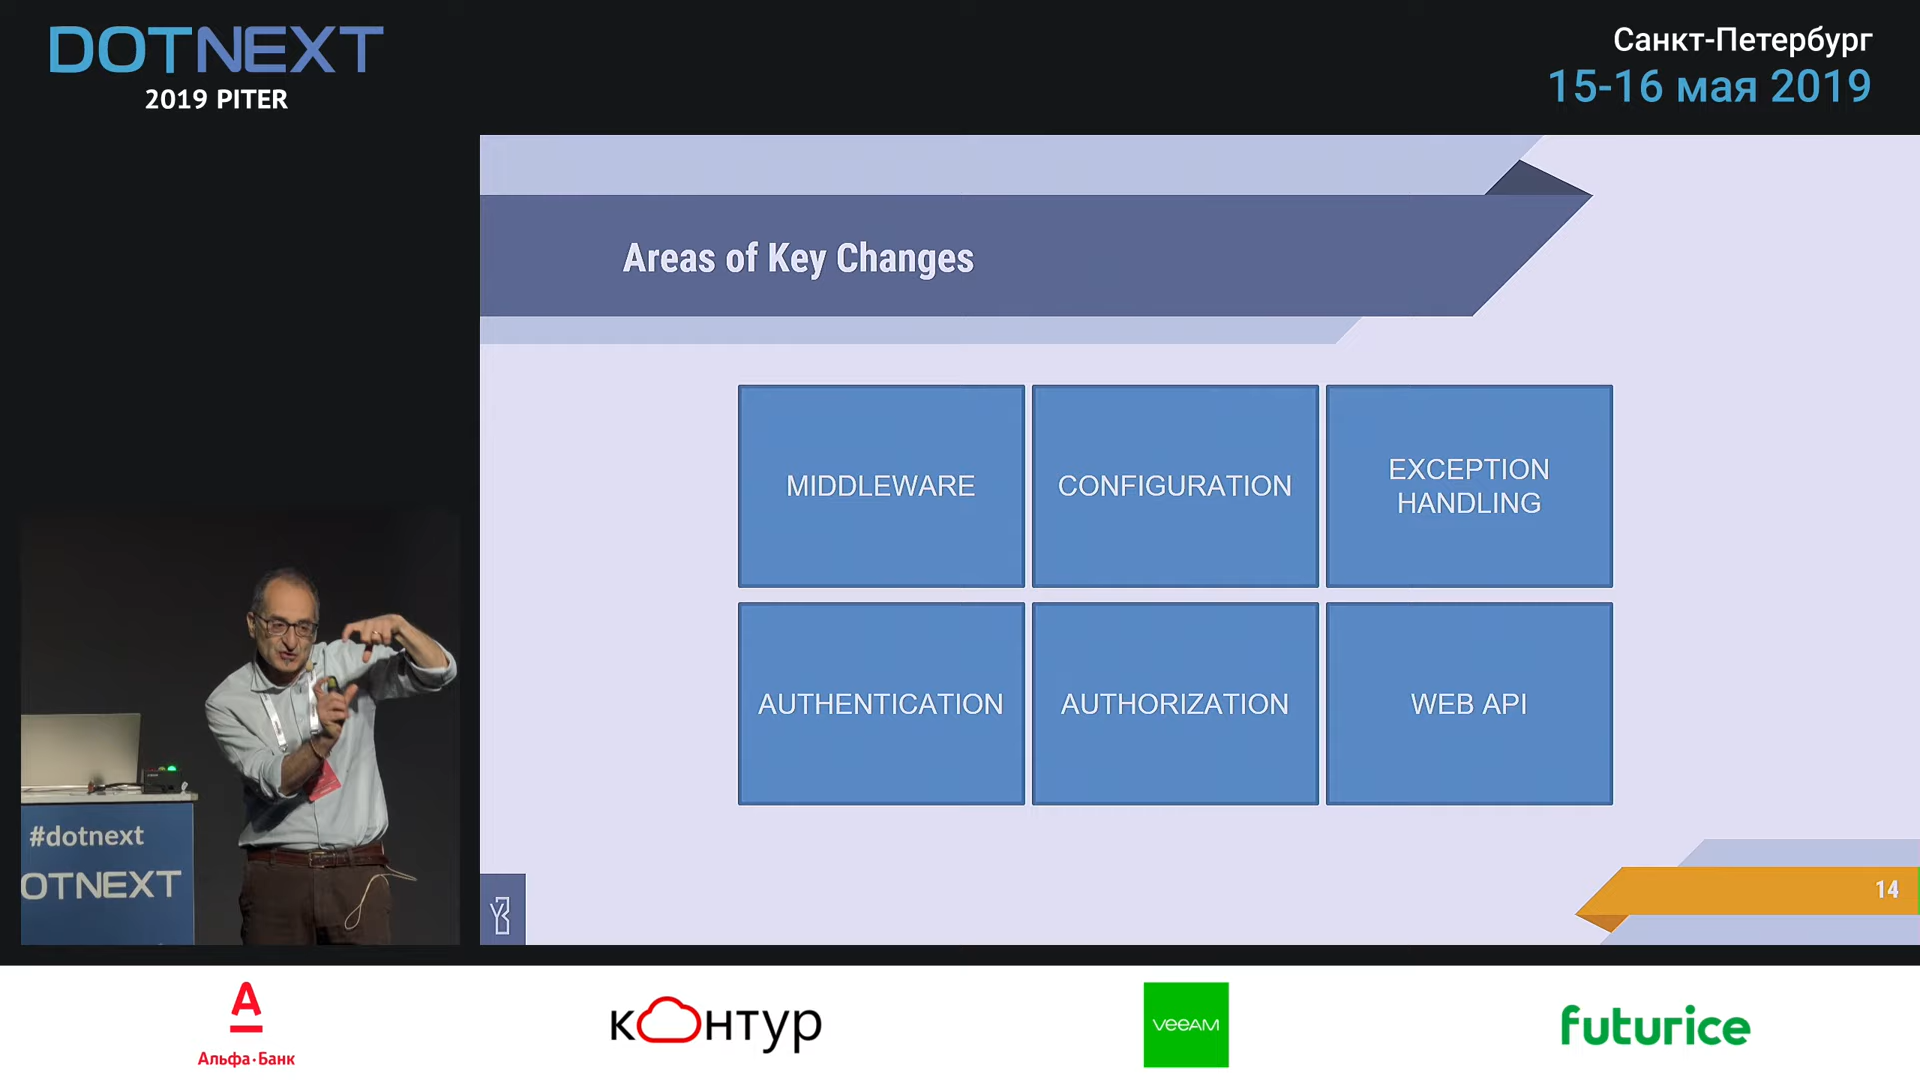 DOTNEXT
2019 PITER
Санкт-Петербург
15-16 мая 2019
Areas of Key Changes
MIDDLEWARE
CONFIGURATION
EXCEPTION
HANDLING
AUTHENTICATION
AUTHORIZATION
WEB API
14
#dotnext
OTNEXT
А
Альфа·Банк
контур
veeam
futurice